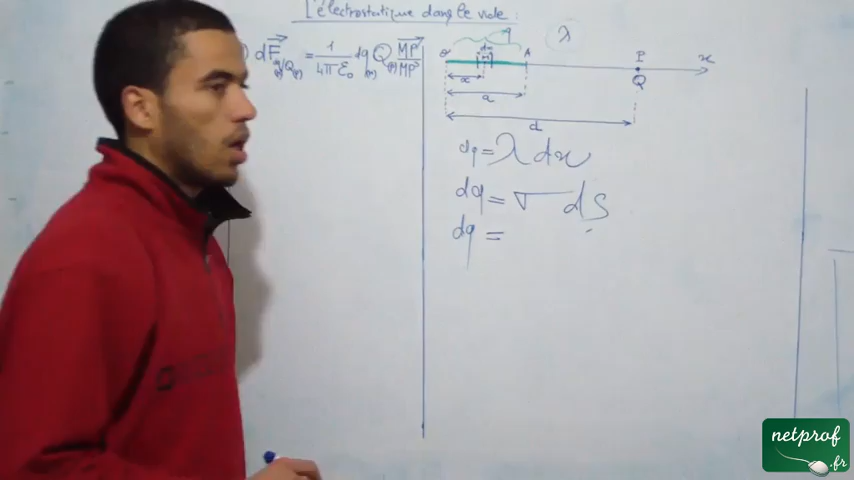 L'électrostatique dans le vide :
dF q/Q = 1/4πε₀ dq(M) Q(P) MP/MP³
q λ
O dx M A P x
x Q
a
d
dq = λ dx
dq = σ dS
dq =
netprof
.fr